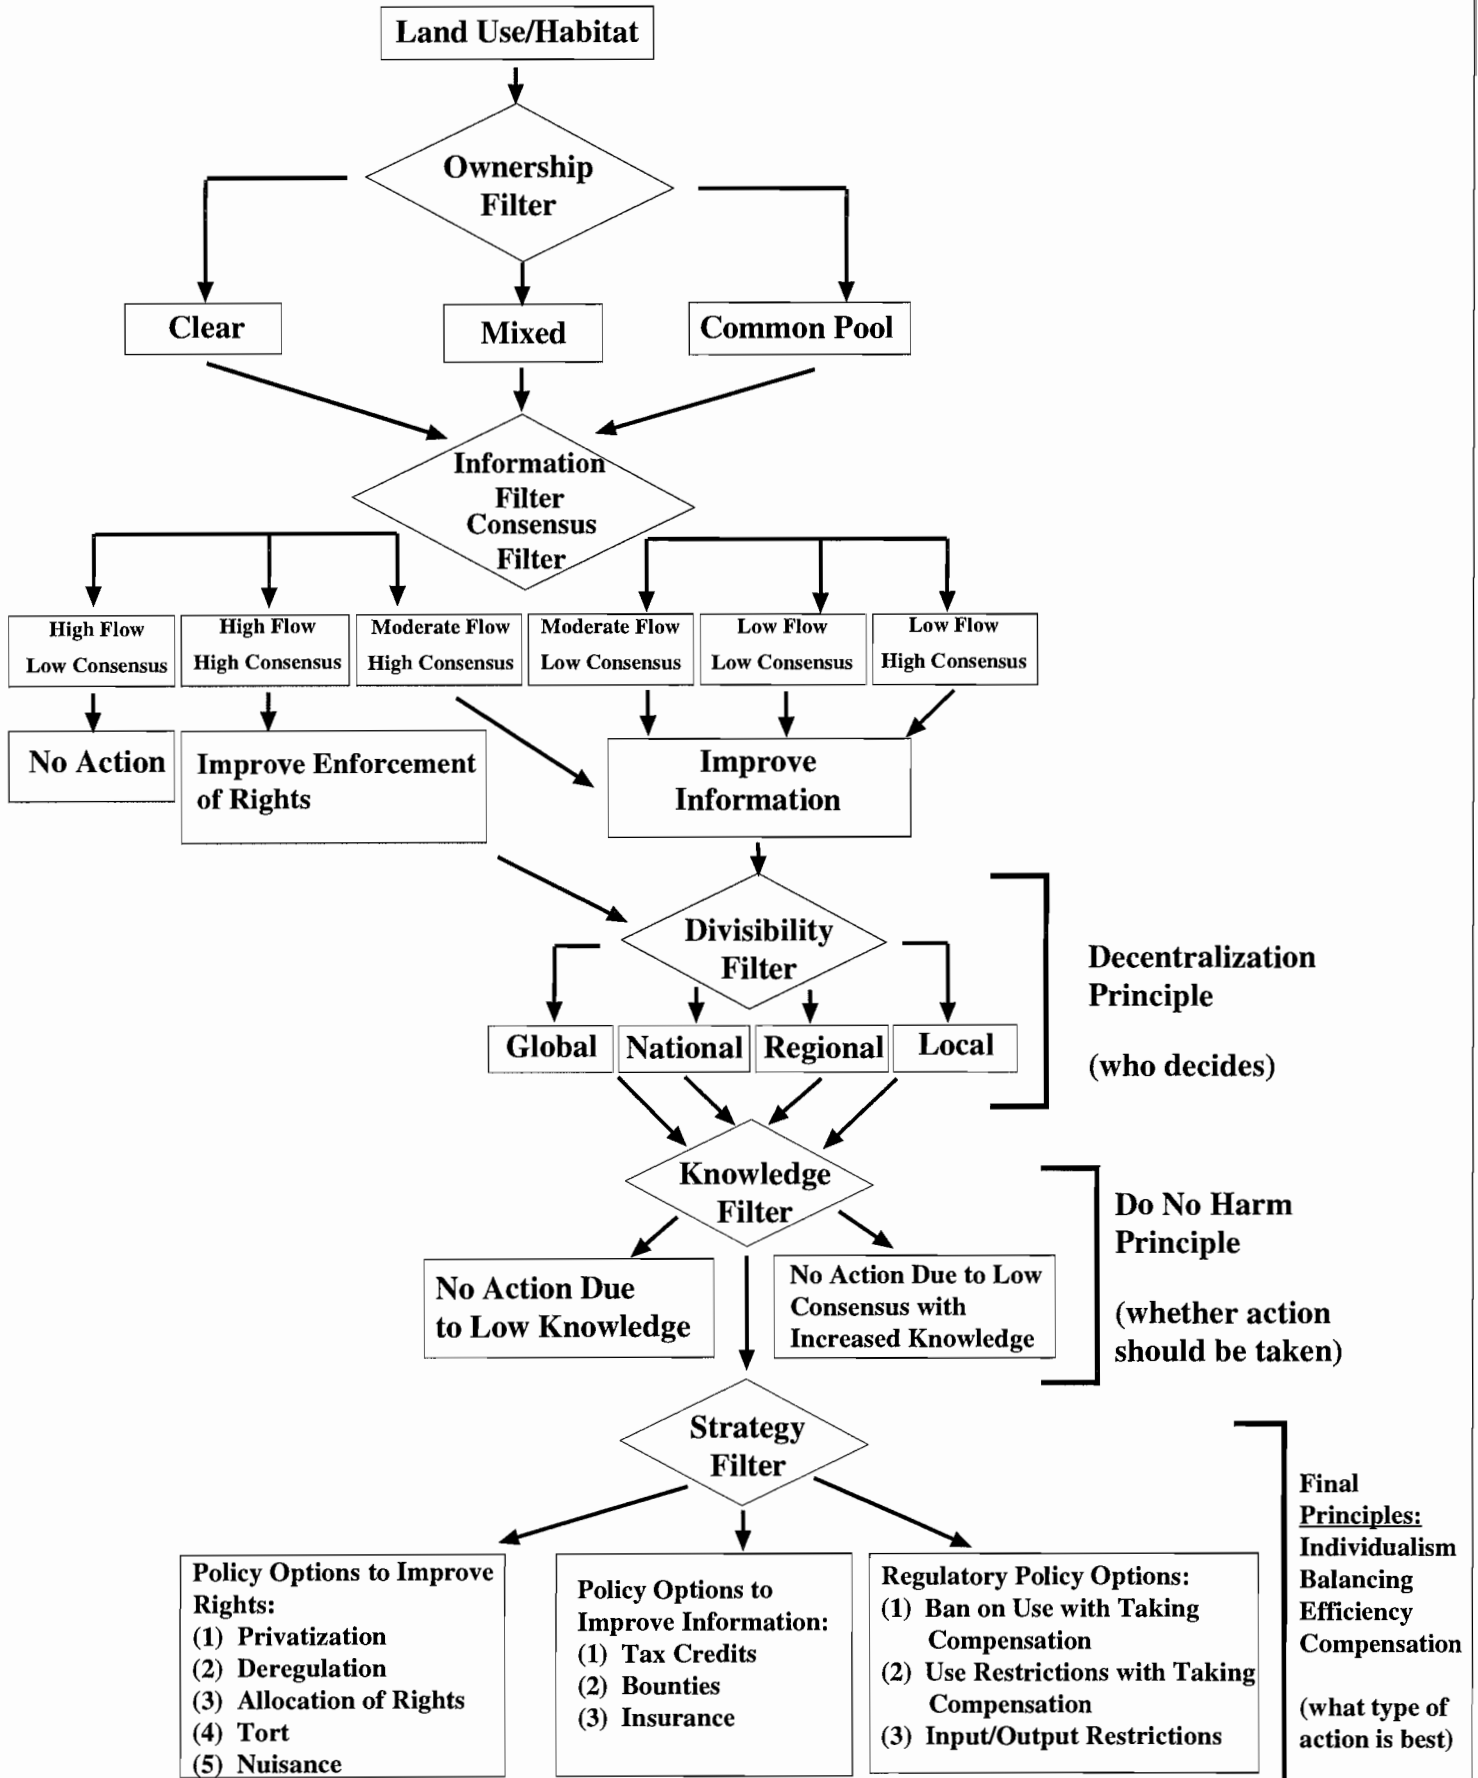 Land Use/Habitat
Ownership
Filter
Clear
Mixed
Common Pool
Information
Filter
Consensus
Filter
High Flow
Low Consensus
High Flow
High Consensus
Moderate Flow
High Consensus
Moderate Flow
Low Consensus
Low Flow
Low Consensus
Low Flow
High Consensus
No Action
Improve Enforcement
of Rights
Improve
Information
Divisibility
Filter
Decentralization
Principle
(who decides)
Global
National
Regional
Local
Knowledge
Filter
Do No Harm
Principle
(whether action
should be taken)
No Action Due
to Low Knowledge
No Action Due to Low
Consensus with
Increased Knowledge
Strategy
Filter
Final
Principles:
Individualism
Balancing
Efficiency
Compensation
(what type of
action is best)
Policy Options to Improve
Rights:
(1) Privatization
(2) Deregulation
(3) Allocation of Rights
(4) Tort
(5) Nuisance
Policy Options to
Improve Information:
(1) Tax Credits
(2) Bounties
(3) Insurance
Regulatory Policy Options:
(1) Ban on Use with Taking
Compensation
(2) Use Restrictions with Taking
Compensation
(3) Input/Output Restrictions